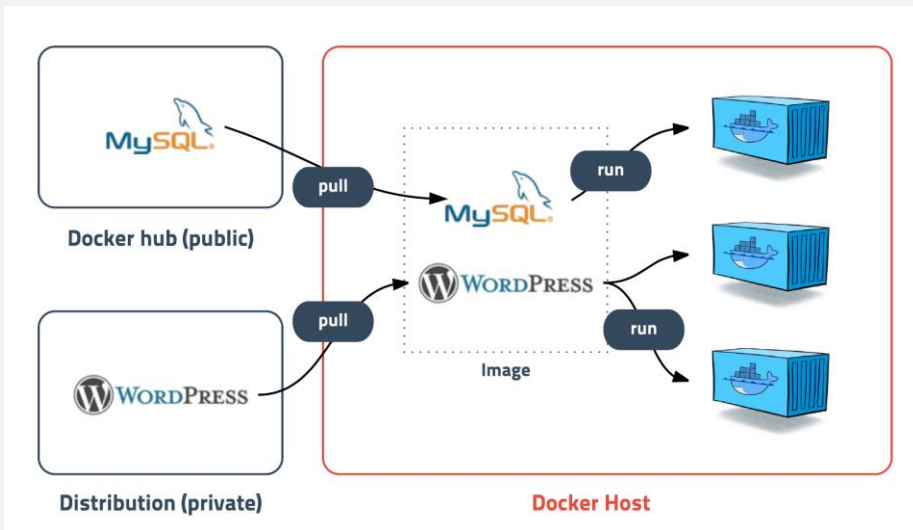 MySQL®
pull
Docker hub (public)
MySQL®
run
WORDPRESS
pull
run
Image
WORDPRESS
Distribution (private)
Docker Host